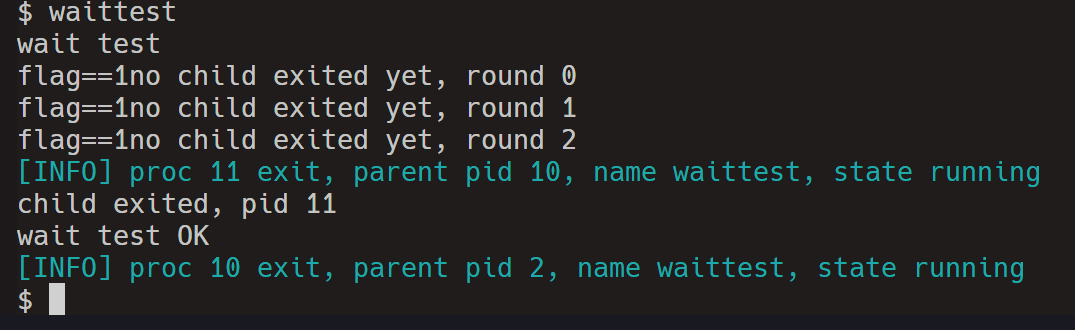 $ waittest
wait test
flag==1no child exited yet, round 0
flag==1no child exited yet, round 1
flag==1no child exited yet, round 2
[INFO] proc 11 exit, parent pid 10, name waittest, state running
child exited, pid 11
wait test OK
[INFO] proc 10 exit, parent pid 2, name waittest, state running
$